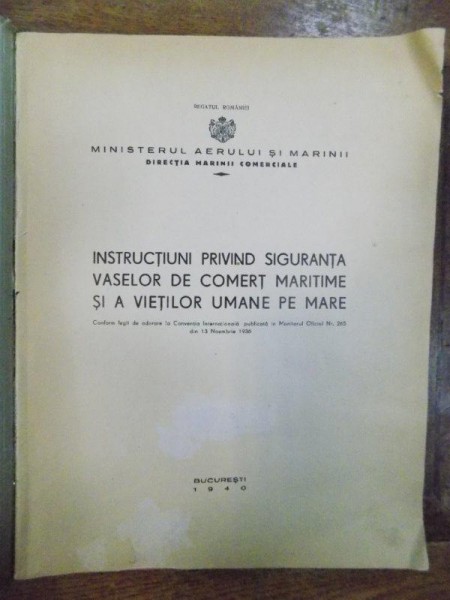 REGATUL ROMÂNIEI
MINISTERUL AERULUI ȘI MARINII
DIRECȚIA MARINII COMERCIALE
INSTRUCȚIUNI PRIVIND SIGURANȚA
VASELOR DE COMERȚ MARITIME
ȘI A VIEȚILOR UMANE PE MARE
Conform legii de aderare la Convenția Internațională publicată în Monitorul Oficial Nr. 265
din 13 Noembrie 1936
BUCUREȘTI
1940